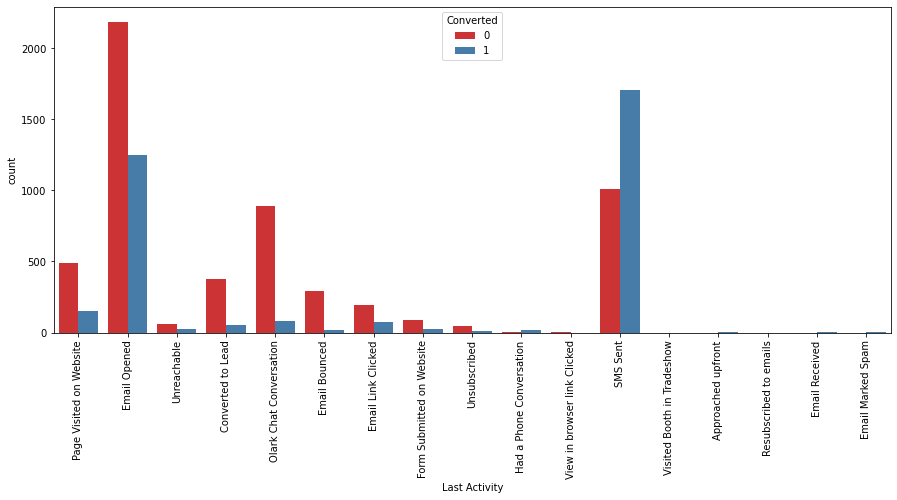 Converted
0
1
2000
1500
1000
500
0
count
Page Visited on Website
Email Opened
Unreachable
Converted to Lead
Olark Chat Conversation
Email Bounced
Email Link Clicked
Form Submitted on Website
Unsubscribed
Had a Phone Conversation
View in browser link Clicked
SMS Sent
Visited Booth in Tradeshow
Approached upfront
Resubscribed to emails
Email Received
Email Marked Spam
Last Activity